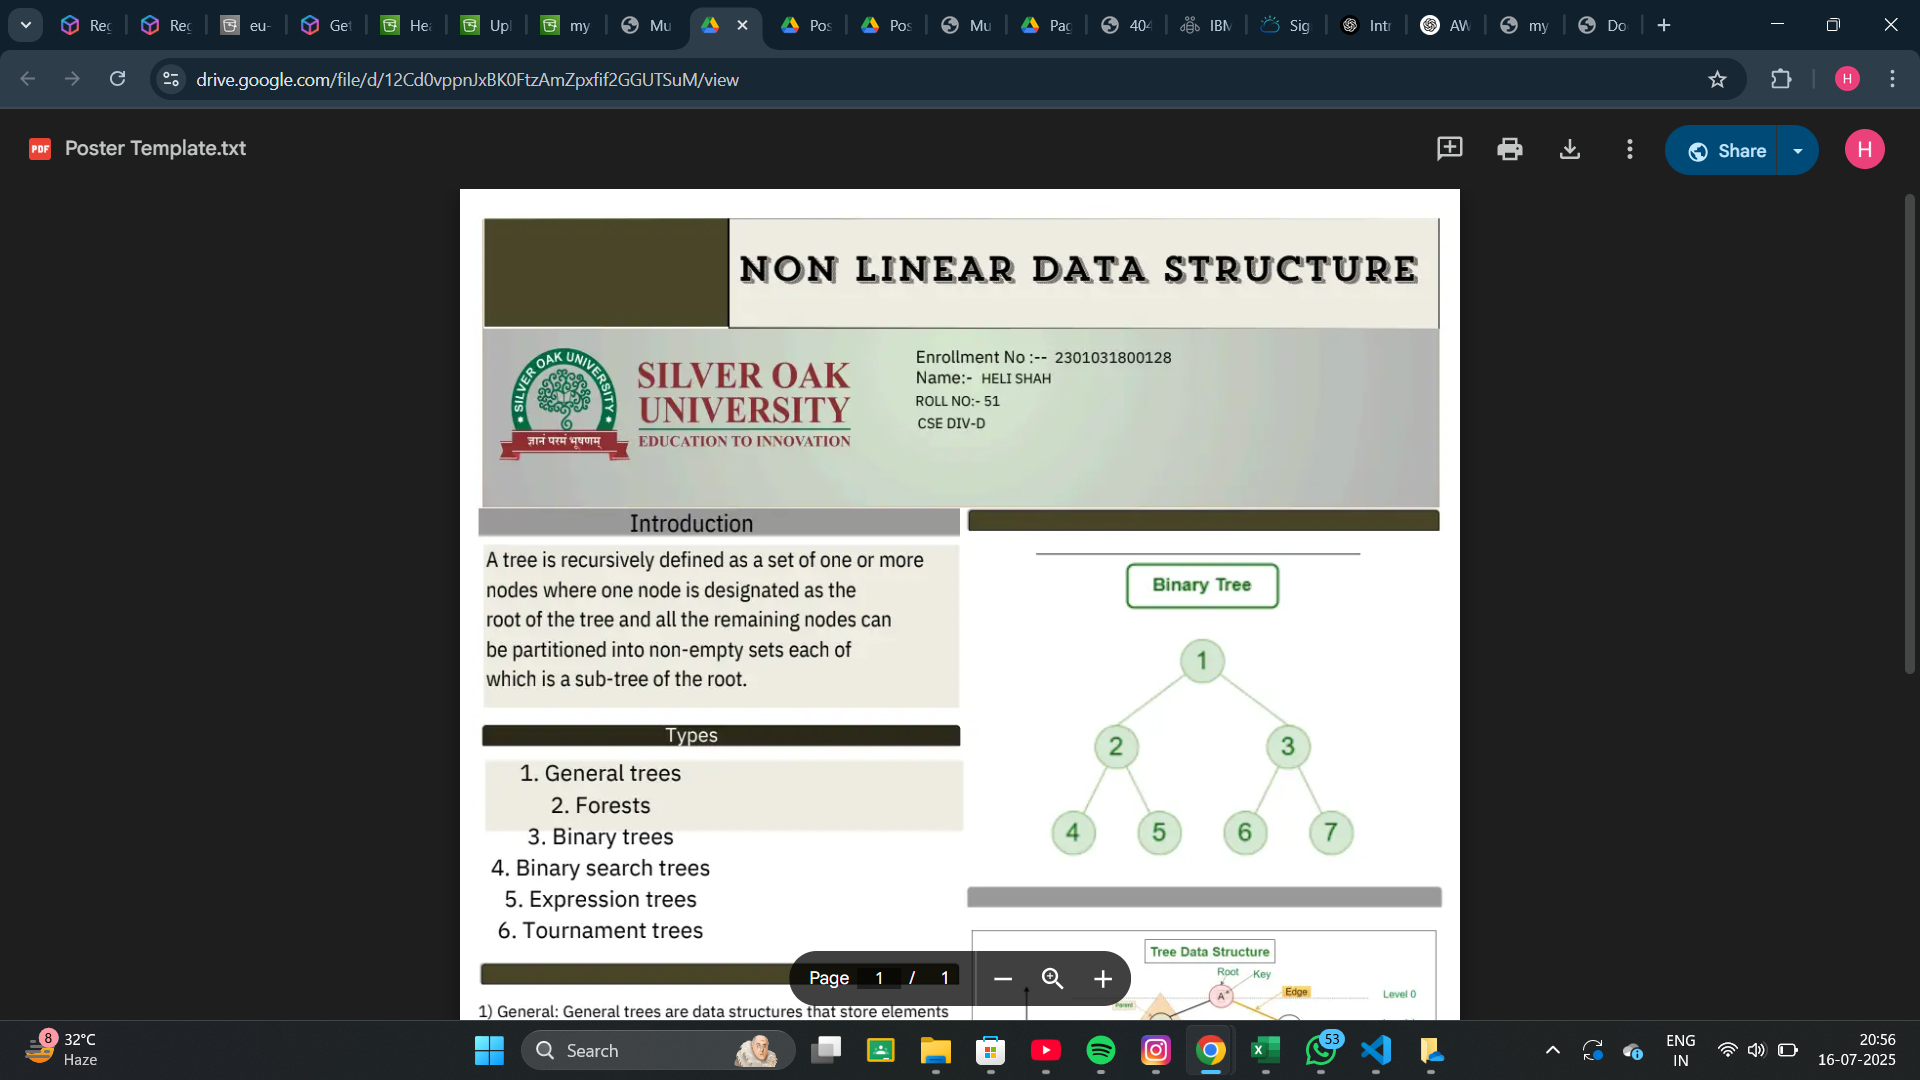 Reg
Reg
eu-
Get
Hea
Upl
my
Mu
Pos
Pos
Mu
Pag
404
IBM
Sig
Intr
AW
my
Do
drive.google.com/file/d/12Cd0vppnJxBK0FtzAmZpxfif2GGUTSuM/view
H
PDF
Poster Template.txt
Share
H
NON LINEAR DATA STRUCTURE
SILVER OAK UNIVERSITY
ज्ञानं परमं भूषणम्
SILVER OAK
UNIVERSITY
EDUCATION TO INNOVATION
Enrollment No :-- 2301031800128
Name:- HELI SHAH
ROLL NO:- 51
CSE DIV-D
Introduction
A tree is recursively defined as a set of one or more
nodes where one node is designated as the
root of the tree and all the remaining nodes can
be partitioned into non-empty sets each of
which is a sub-tree of the root.
Types
1. General trees
2. Forests
3. Binary trees
4. Binary search trees
5. Expression trees
6. Tournament trees
1) General: General trees are data structures that store elements
Binary Tree
1
2
3
4
5
6
7
Tree Data Structure
Root
Key
A
Edge
Level 0
Page 1 / 1
8
32°C
Haze
Search
53
ENG
IN
20:56
16-07-2025